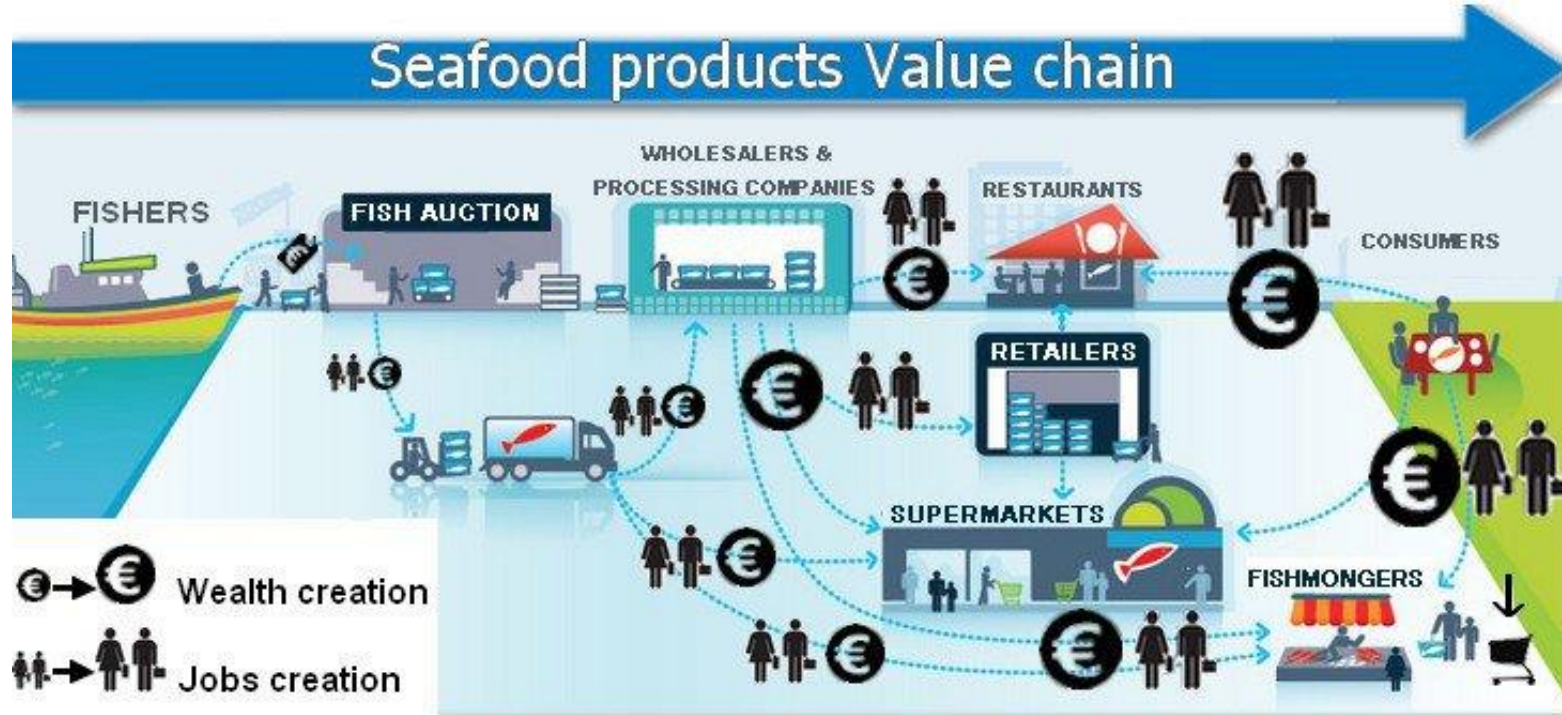 Seafood products Value chain
WHOLESALERS &
PROCESSING COMPANIES
RESTAURANTS
FISHERS
FISH AUCTION
CONSUMERS
RETAILERS
SUPERMARKETS
FISHMONGERS
Wealth creation
Jobs creation